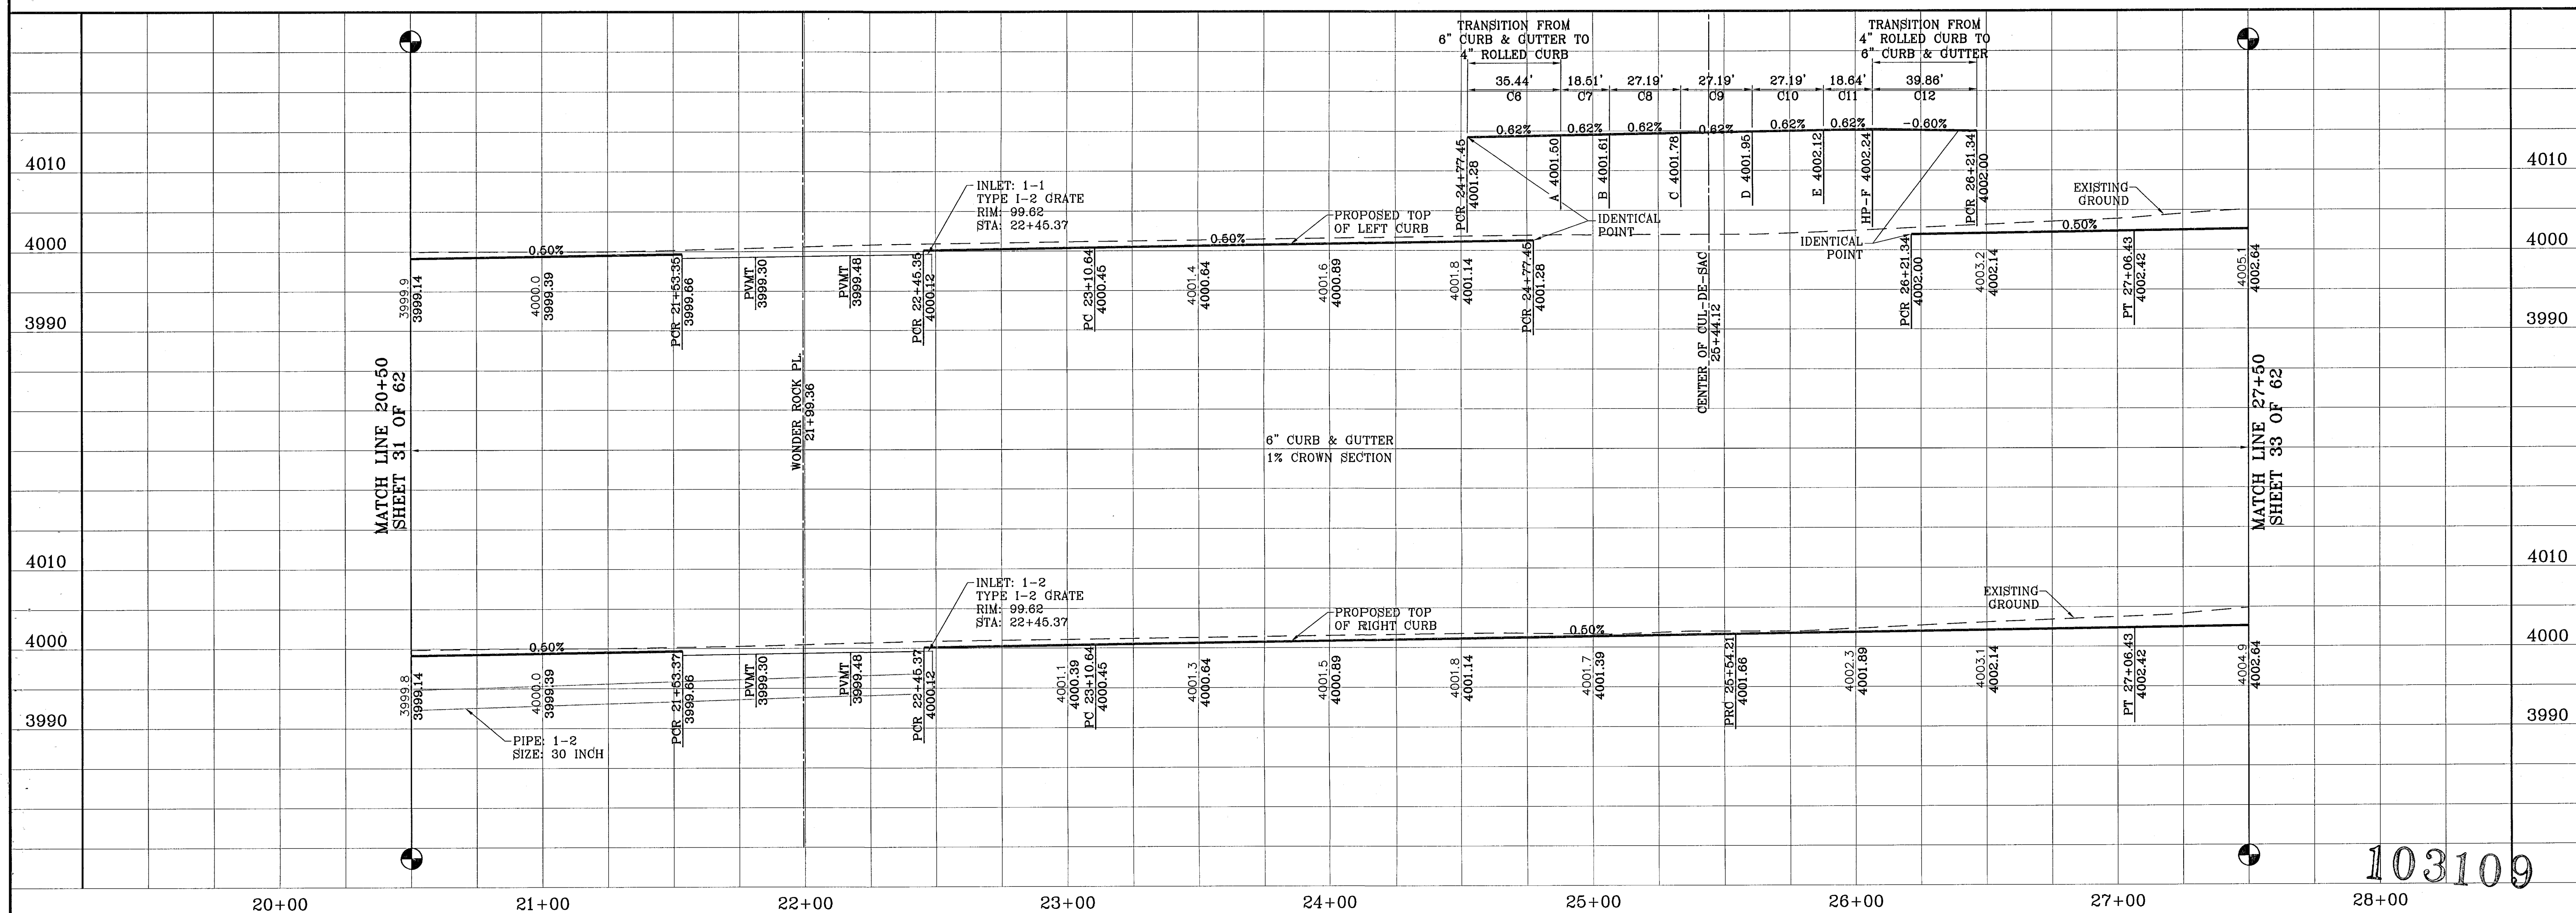 TRANSITION FROM
6" CURB & GUTTER TO
4" ROLLED CURB
TRANSITION FROM
4" ROLLED CURB TO
6" CURB & GUTTER
35.44' 18.51' 27.19' 27.19' 27.19' 18.64' 39.86'
C6 C7 C8 C9 C10 C11 C12
0.62% 0.62% 0.62% 0.62% 0.62% 0.62% -0.60%
PCR 24+77.45
4001.28
A 4001.50
B 4001.61
C 4001.78
D 4001.95
E 4002.12
HP-F 4002.24
PCR 26+21.34
4002.00
4010
4010
INLET: 1-1
TYPE I-2 GRATE
RIM: 99.62
STA: 22+45.37
PROPOSED TOP
OF LEFT CURB
IDENTICAL
POINT
IDENTICAL
POINT
EXISTING
GROUND
4000
0.50%
0.50%
0.50%
4000
3999.9
3999.14
4000.0
3999.39
PCR 21+53.35
3999.66
PVMT
3999.30
PVMT
3999.48
PCR 22+45.35
4000.12
PC 23+10.64
4000.45
4001.4
4000.64
4001.6
4000.89
4001.8
4001.14
PCR 24+77.45
4001.28
PCR 26+21.34
4002.00
4003.2
4002.14
PT 27+06.43
4002.42
4005.1
4002.64
3990
3990
MATCH LINE 20+50
SHEET 31 OF 62
WONDER ROCK PL.
21+99.36
CENTER OF CUL-DE-SAC
25+44.12
6" CURB & GUTTER
1% CROWN SECTION
MATCH LINE 27+50
SHEET 33 OF 62
4010
4010
INLET: 1-2
TYPE I-2 GRATE
RIM: 99.62
STA: 22+45.37
PROPOSED TOP
OF RIGHT CURB
EXISTING
GROUND
4000
0.50%
0.50%
4000
3999.8
3999.14
4000.0
3999.39
PCR 21+53.37
3999.66
PVMT
3999.30
PVMT
3999.48
PCR 22+45.37
4000.12
4001.1
4000.39
PC 23+10.64
4000.45
4001.3
4000.64
4001.5
4000.89
4001.8
4001.14
4001.7
4001.39
PRC 25+54.21
4001.66
4002.3
4001.89
4003.1
4002.14
PT 27+06.43
4002.42
4004.9
4002.64
3990
3990
PIPE: 1-2
SIZE: 30 INCH
103109
20+00 21+00 22+00 23+00 24+00 25+00 26+00 27+00 28+00